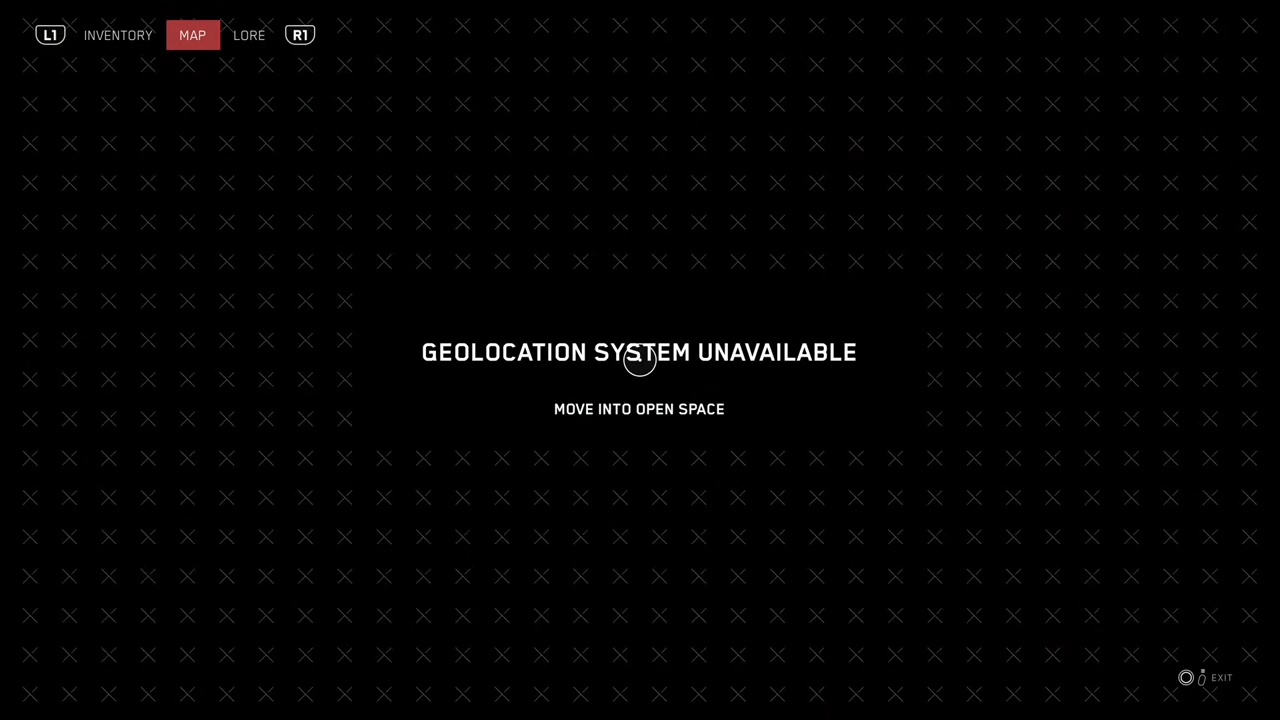 L1 INVENTORY MAP LORE R1
GEOLOCATION SYSTEM UNAVAILABLE
MOVE INTO OPEN SPACE
EXIT